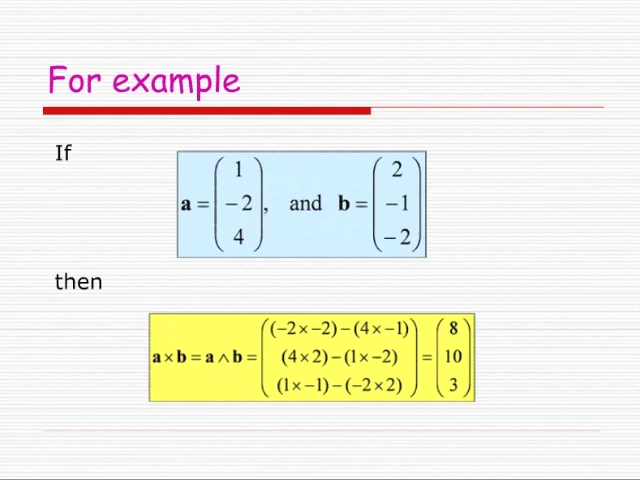 For example
If
a = ( 1 −2 4 ), and b = ( 2 −1 −2 )
then
a × b = a ∧ b = ( (−2 × −2) − (4 × −1) (4 × 2) − (1 × −2) (1 × −1) − (−2 × 2) ) = ( 8 10 3 )